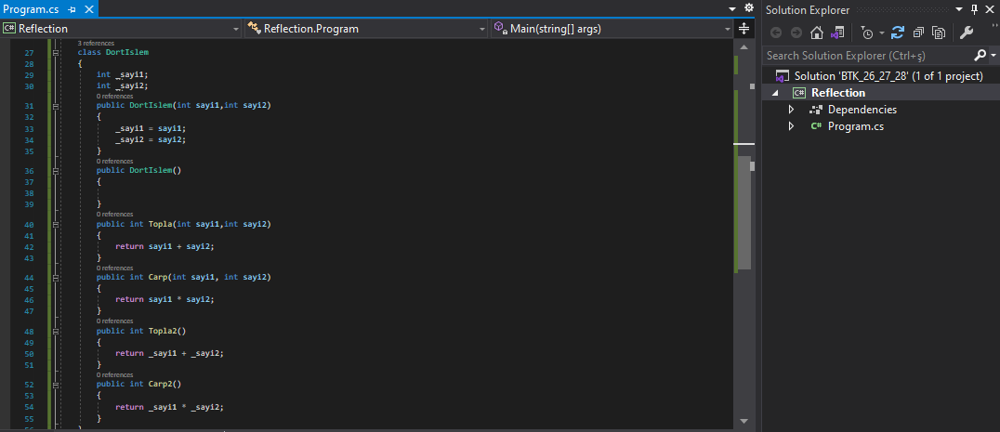 Program.cs
Reflection
Reflection.Program
Main(string[] args)
3 references
27 class DortIslem
28 {
29 int _sayi1;
30 int _sayi2;
0 references
31 public DortIslem(int sayi1,int sayi2)
32 {
33 _sayi1 = sayi1;
34 _sayi2 = sayi2;
35 }
0 references
36 public DortIslem()
37 {
38
39 }
0 references
40 public int Topla(int sayi1,int sayi2)
41 {
42 return sayi1 + sayi2;
43 }
0 references
44 public int Carp(int sayi1, int sayi2)
45 {
46 return sayi1 * sayi2;
47 }
0 references
48 public int Topla2()
49 {
50 return _sayi1 + _sayi2;
51 }
0 references
52 public int Carp2()
53 {
54 return _sayi1 * _sayi2;
55 }
Solution Explorer
Search Solution Explorer (Ctrl+ş)
Solution 'BTK_26_27_28' (1 of 1 project)
C# Reflection
Dependencies
C# Program.cs